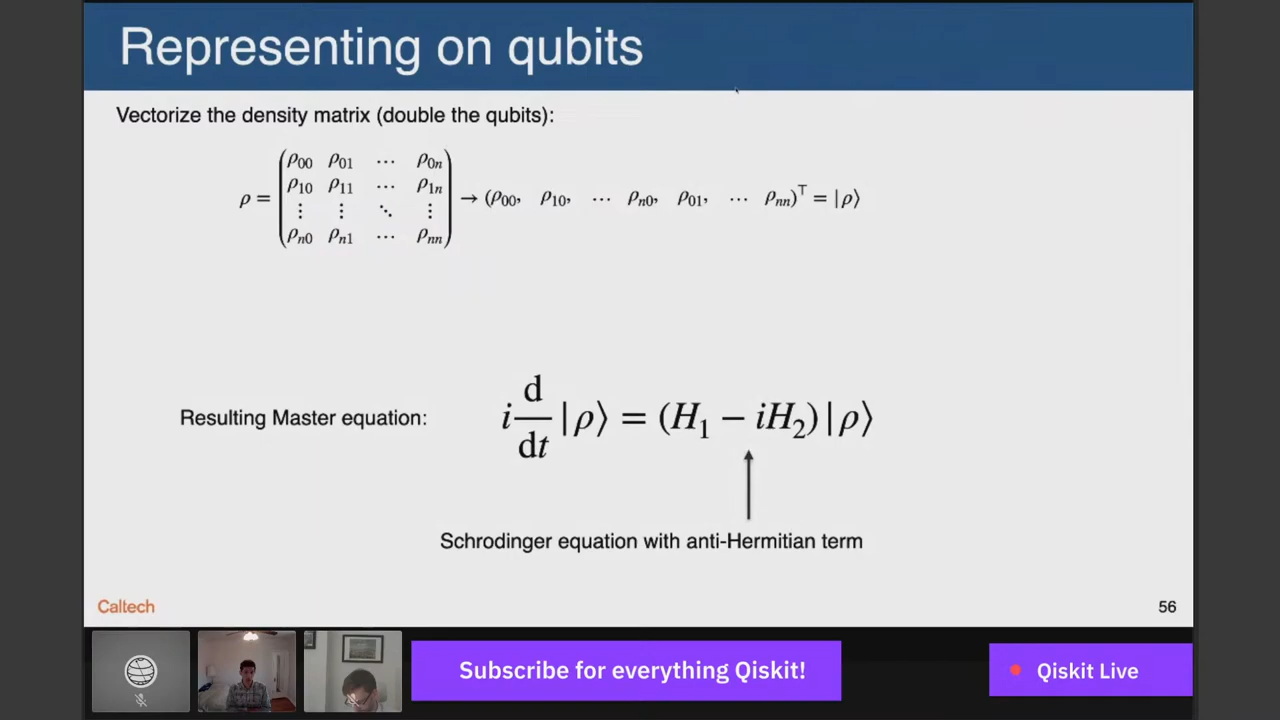 Representing on qubits
Vectorize the density matrix (double the qubits):
ρ = (ρ00 ρ01 ⋯ ρ0n
ρ10 ρ11 ⋯ ρ1n
⋮ ⋮ ⋱ ⋮
ρn0 ρn1 ⋯ ρnn) → (ρ00, ρ10, ⋯ ρn0, ρ01, ⋯ ρnn)⊤ = |ρ⟩
Resulting Master equation: i d/dt |ρ⟩ = (H1 − iH2)|ρ⟩
Schrodinger equation with anti-Hermitian term
Caltech
56
Subscribe for everything Qiskit!
Qiskit Live